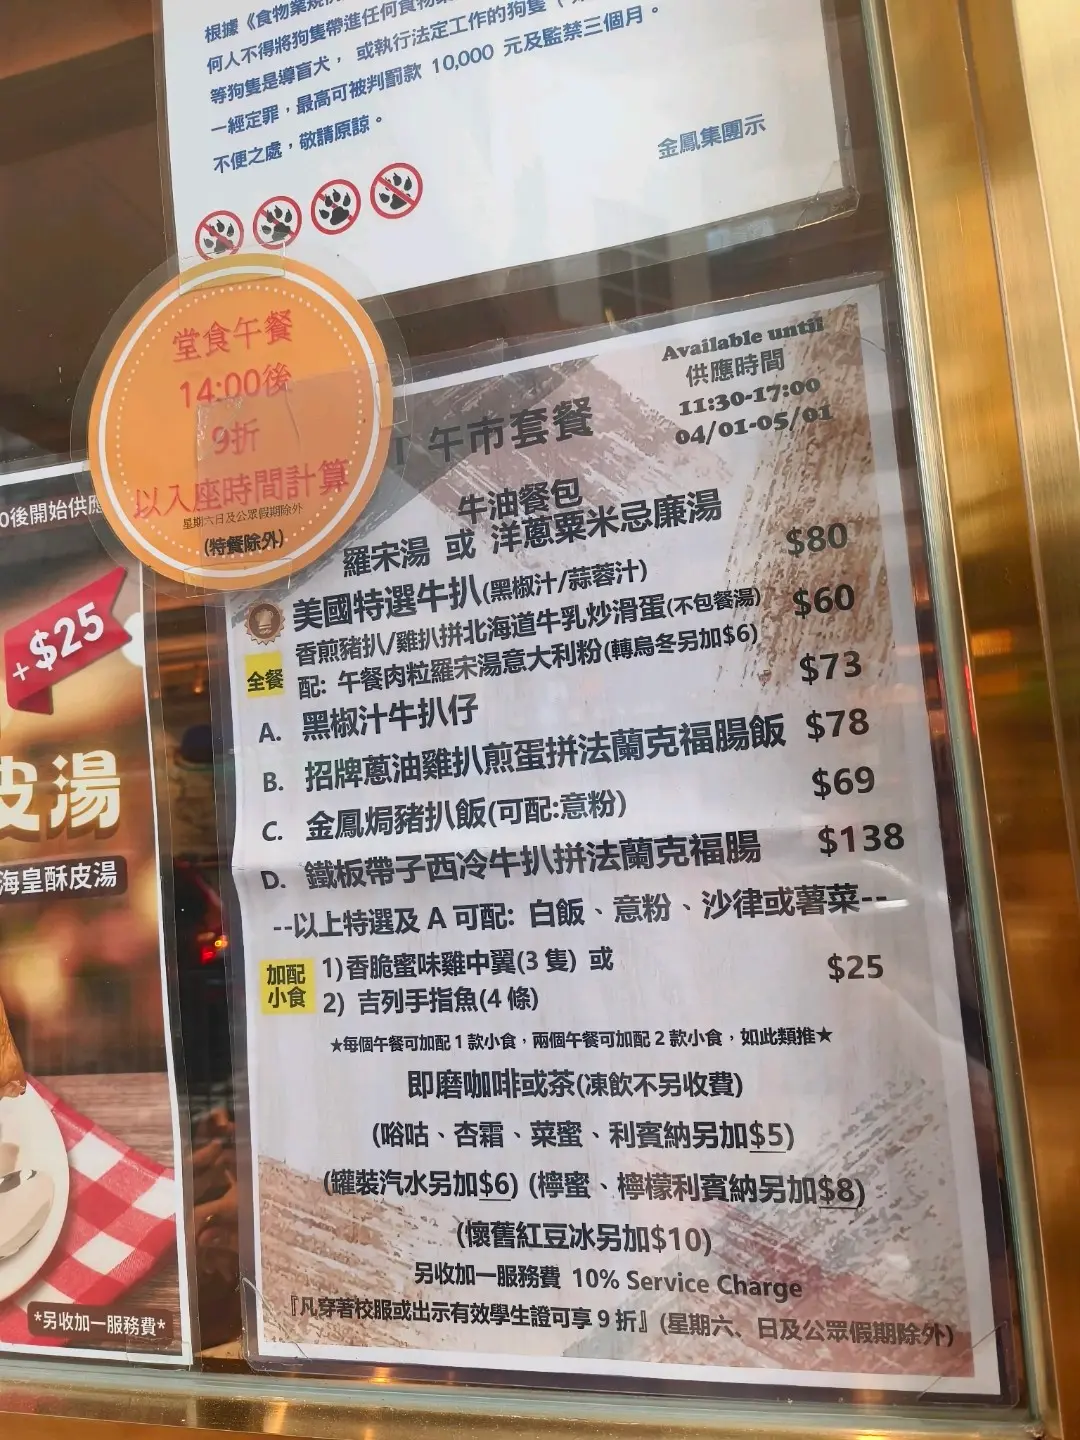 根據《食物業規
何人不得將狗隻帶進任何食物
等狗隻是導盲犬，或執行法定工作的狗隻
一經定罪，最高可被判罰款 10,000 元及監禁三個月。
不便之處，敬請原諒。
金鳳集團示
堂食午餐
14:00後
9折
以入座時間計算
星期六日及公眾假期除外
(特餐除外)
0後開始供應
+$25
皮湯
海皇酥皮湯
*另收加一服務費*
Available until
供應時間
11:30-17:00
04/01-05/01
午市套餐
牛油餐包
羅宋湯 或 洋蔥粟米忌廉湯
美國特選牛扒(黑椒汁/蒜蓉汁) $80
香煎豬扒/雞扒拼北海道牛乳炒滑蛋(不包餐湯) $60
全餐 配: 午餐肉粒羅宋湯意大利粉(轉烏冬另加$6)
A. 黑椒汁牛扒仔 $73
B. 招牌蔥油雞扒煎蛋拼法蘭克福腸飯 $78
C. 金鳳焗豬扒飯(可配:意粉) $69
D. 鐵板帶子西冷牛扒拼法蘭克福腸 $138
--以上特選及 A 可配: 白飯、意粉、沙律或薯菜--
加配
小食
1)香脆蜜味雞中翼(3 隻) 或 $25
2) 吉列手指魚(4 條)
★每個午餐可加配 1 款小食，兩個午餐可加配 2 款小食，如此類推★
即磨咖啡或茶(凍飲不另收費)
(唂咕、杏霜、菜蜜、利賓納另加$5)
(罐裝汽水另加$6) (檸蜜、檸檬利賓納另加$8)
(懷舊紅豆冰另加$10)
另收加一服務費 10% Service Charge
『凡穿著校服或出示有效學生證可享 9 折』(星期六、日及公眾假期除外)